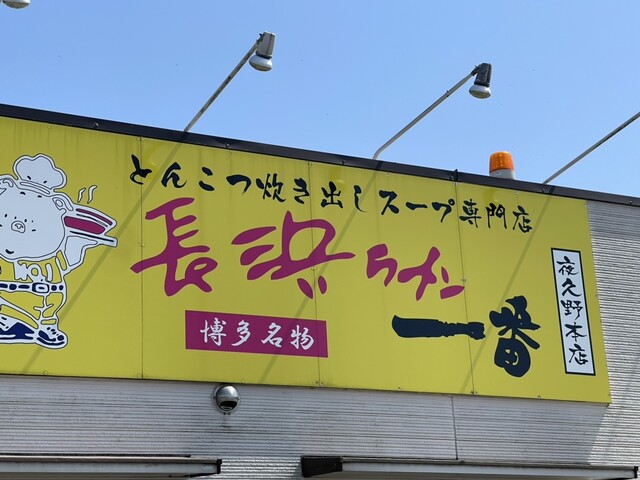 とんこつ炊き出しスープ専門店
長浜ラーメン
一番
博多名物
夜久野本店